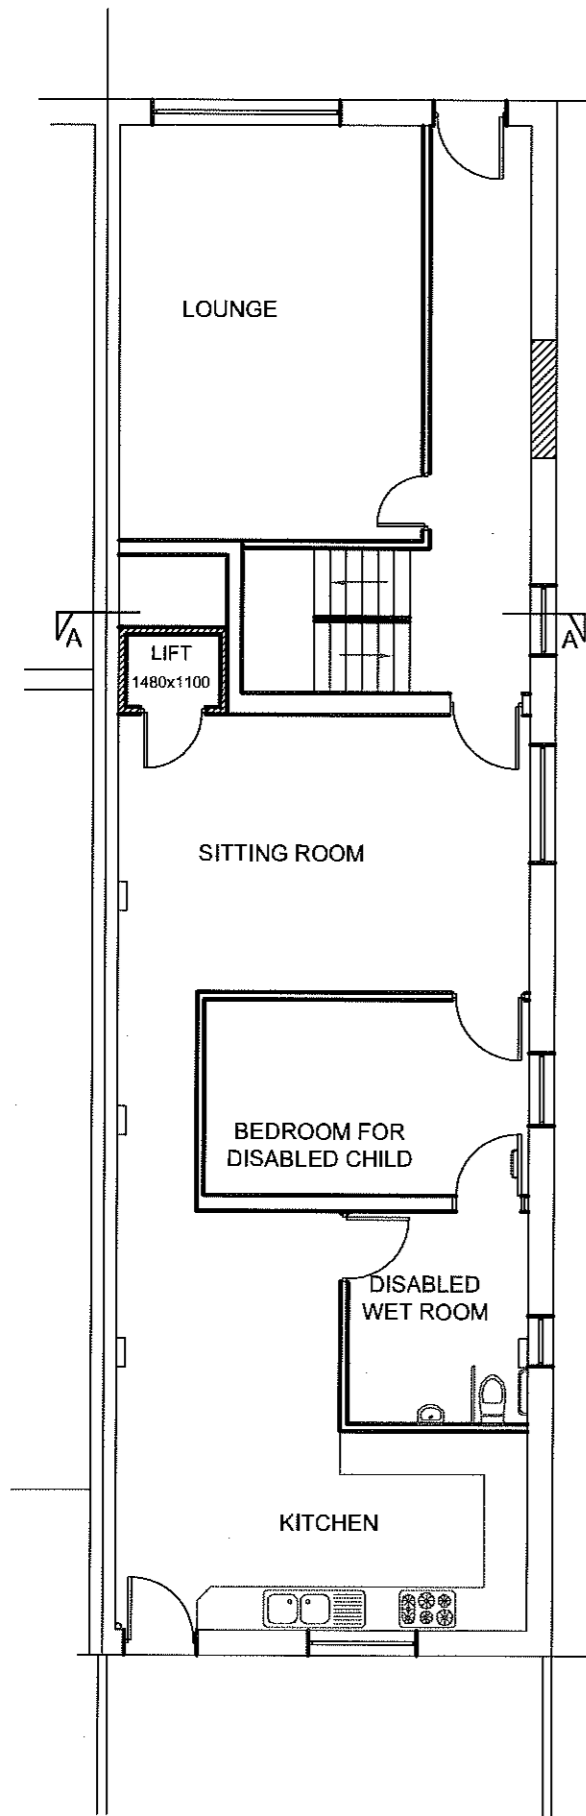 LOUNGE
A
A
LIFT
1480x1100
SITTING ROOM
BEDROOM FOR
DISABLED CHILD
DISABLED
WET ROOM
KITCHEN